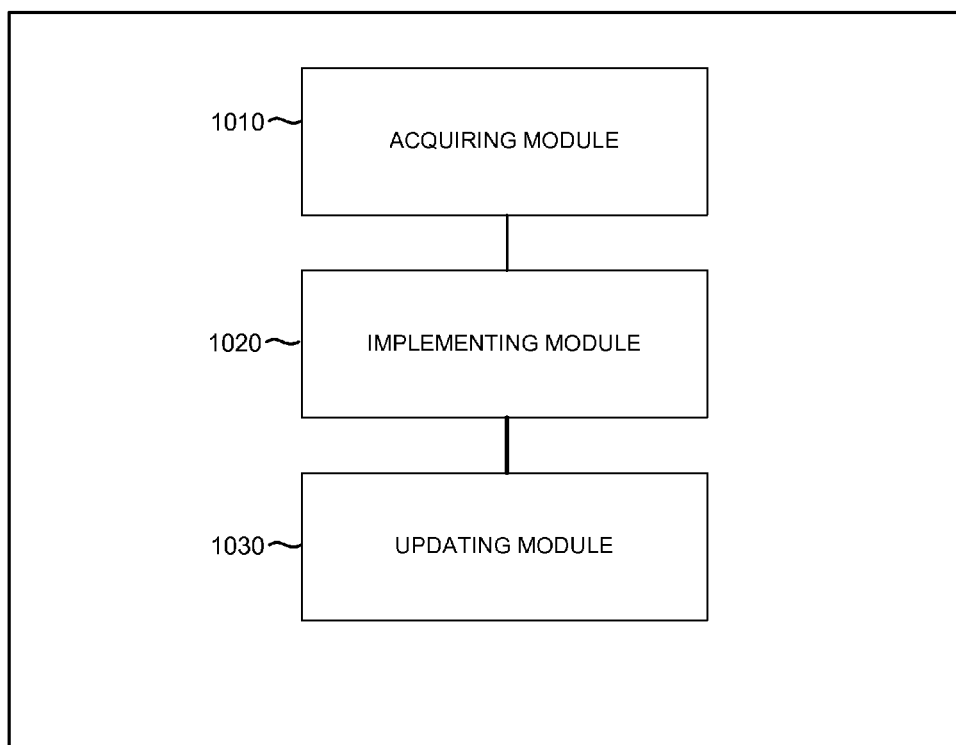 1010
ACQUIRING MODULE
1020
IMPLEMENTING MODULE
1030
UPDATING MODULE